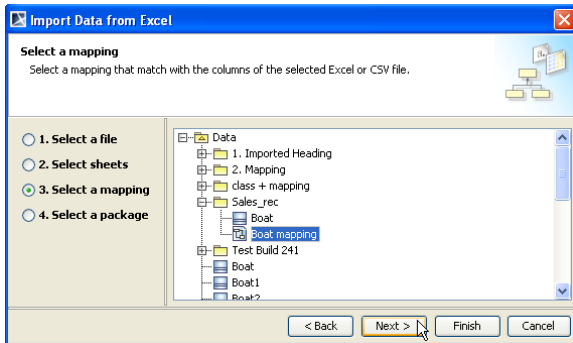 Import Data from Excel
Select a mapping
Select a mapping that match with the columns of the selected Excel or CSV file.
1. Select a file
2. Select sheets
3. Select a mapping
4. Select a package
Data
1. Imported Heading
2. Mapping
class + mapping
Sales_rec
Boat
Boat mapping
Test Build 241
Boat
Boat1
Boat2
< Back Next > Finish Cancel